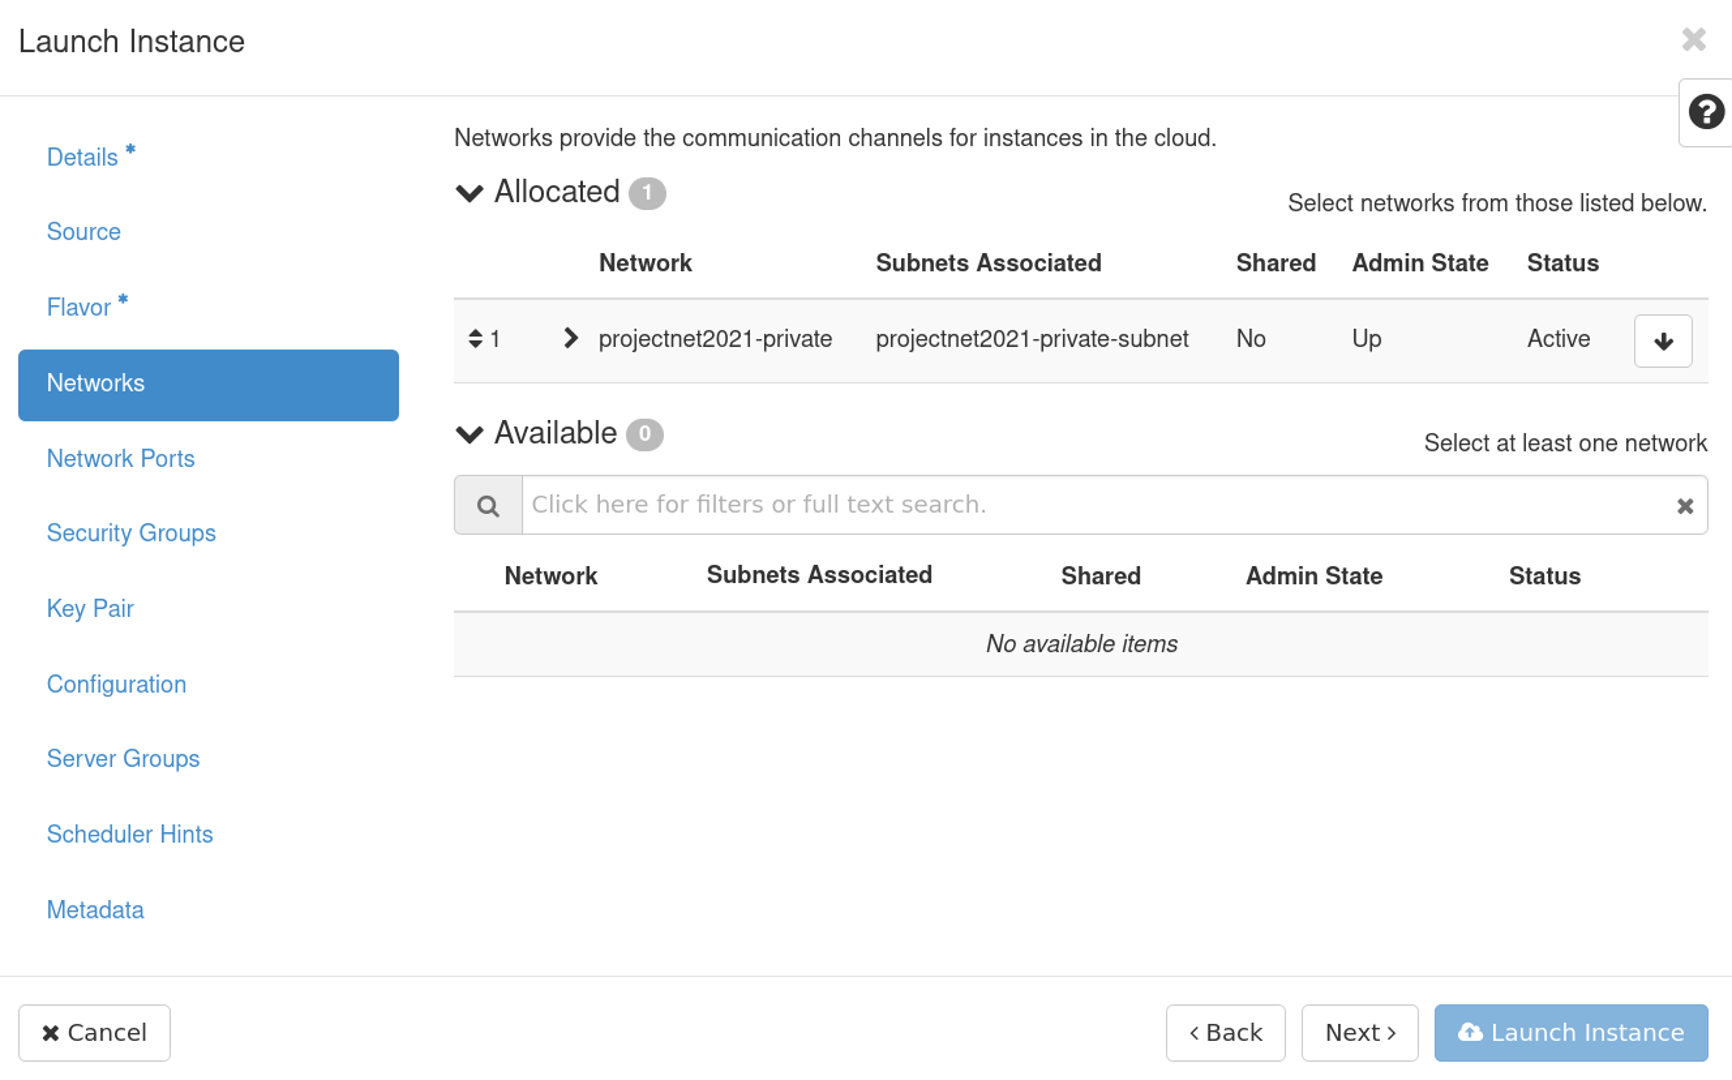 Launch Instance
Details *
Source
Flavor *
Networks
Network Ports
Security Groups
Key Pair
Configuration
Server Groups
Scheduler Hints
Metadata
Networks provide the communication channels for instances in the cloud.
Allocated 1
Select networks from those listed below.
Network Subnets Associated Shared Admin State Status
1 projectnet2021-private projectnet2021-private-subnet No Up Active
Available 0
Select at least one network
Click here for filters or full text search.
Network Subnets Associated Shared Admin State Status
No available items
Cancel
Back
Next
Launch Instance